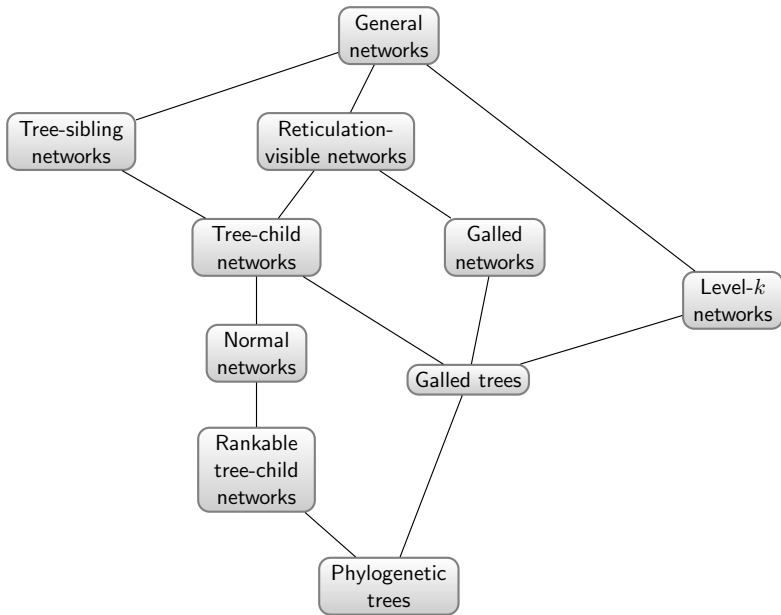 General
networks
Tree-sibling
networks
Reticulation-
visible networks
Tree-child
networks
Galled
networks
Level-k
networks
Normal
networks
Galled trees
Rankable
tree-child
networks
Phylogenetic
trees